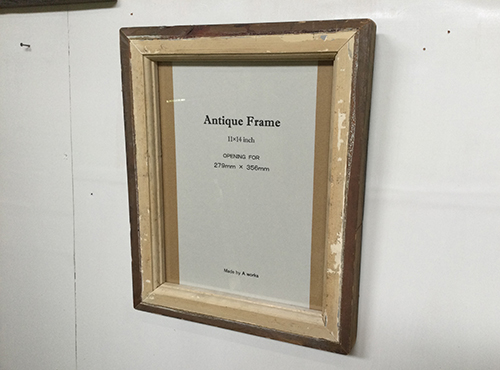 Antique Frame
11×14 inch
OPENING FOR
279mm × 356mm
Made by A works